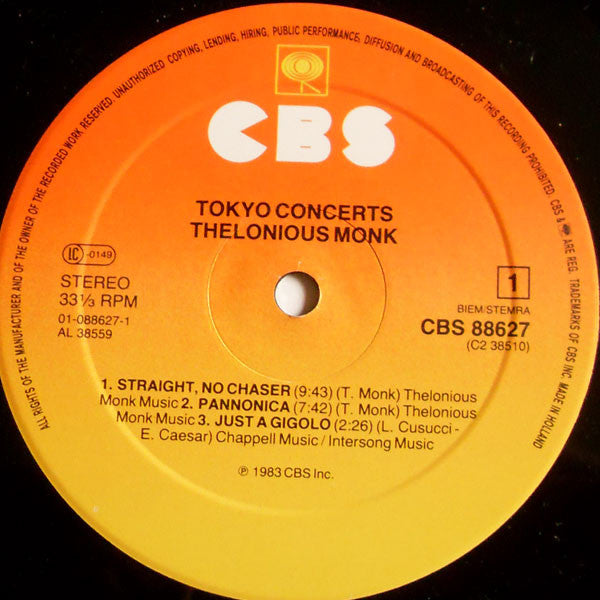 ALL RIGHTS OF THE MANUFACTURER AND OF THE OWNER OF THE RECORDED WORK RESERVED. UNAUTHORIZED COPYING, LENDING, HIRING, PUBLIC PERFORMANCE, DIFFUSION AND BROADCASTING OF THIS RECORDING PROHIBITED. CBS & ARE REG. TRADEMARKS OF CBS INC. MADE IN HOLLAND
CBS
TOKYO CONCERTS
THELONIOUS MONK
LC -0149
STEREO
33⅓ RPM
01-088627-1
AL 38559
1
BIEM/STEMRA
CBS 88627
(C2 38510)
1. STRAIGHT, NO CHASER (9:43) (T. Monk) Thelonious
Monk Music 2. PANNONICA (7:42) (T. Monk) Thelonious
Monk Music 3. JUST A GIGOLO (2:26) (L. Cusucci-
E. Caesar) Chappell Music / Intersong Music
℗ 1983 CBS Inc.